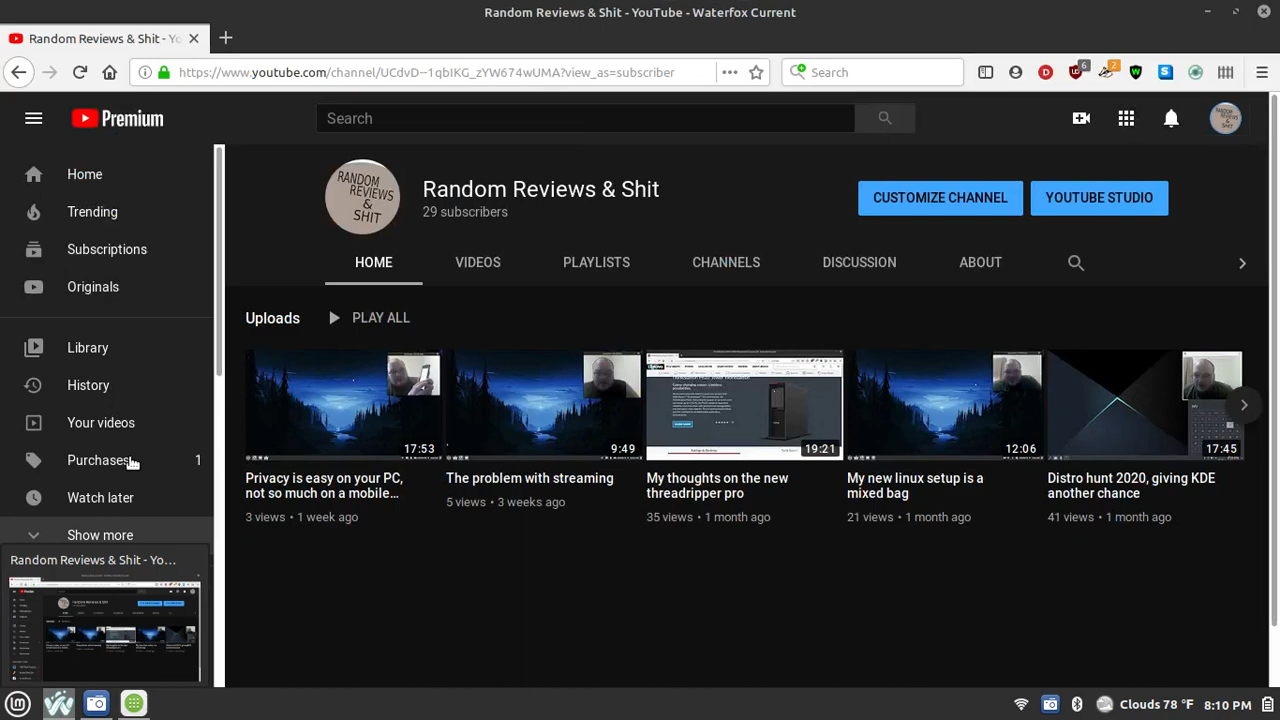 Random Reviews & Shit - YouTube - Waterfox Current
Random Reviews & Shit - Yo
https://www.youtube.com/channel/UCdvD--1qbIKG_zYW674wUMA?view_as=subscriber
Search
6
2
Premium
Search
Home
Trending
Subscriptions
Originals
Library
History
Your videos
Purchases 1
Watch later
Show more
RANDOM
REVIEWS
&
SHIT
Random Reviews & Shit
29 subscribers
CUSTOMIZE CHANNEL
YOUTUBE STUDIO
HOME VIDEOS PLAYLISTS CHANNELS DISCUSSION ABOUT
Uploads PLAY ALL
17:53
9:49
19:21
12:06
17:45
Privacy is easy on your PC,
not so much on a mobile...
3 views • 1 week ago
The problem with streaming
5 views • 3 weeks ago
My thoughts on the new
threadripper pro
35 views • 1 month ago
My new linux setup is a
mixed bag
21 views • 1 month ago
Distro hunt 2020, giving KDE
another chance
41 views • 1 month ago
Random Reviews & Shit - Yo...
Clouds 78 °F
8:10 PM